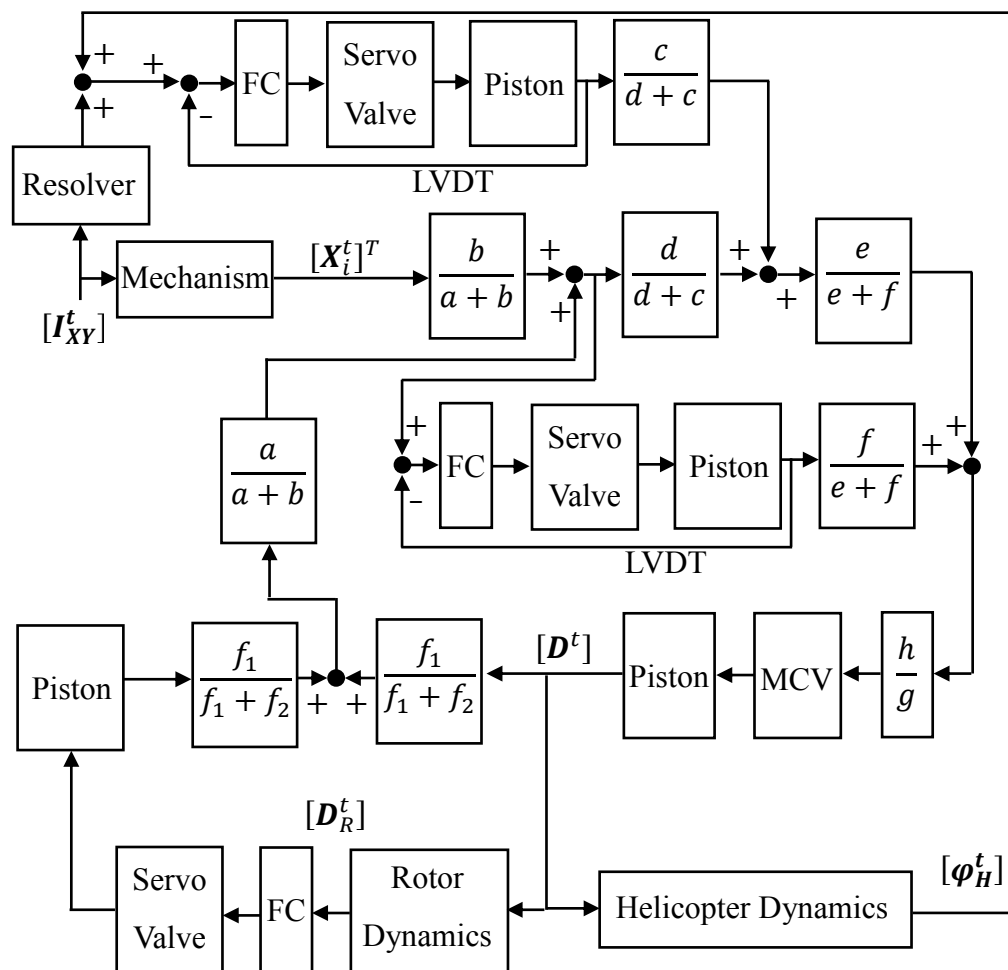 +
+
+
-
FC
Servo
Valve
Piston
c
d + c
LVDT
Resolver
Mechanism
[X_i^t]^T
[I_XY^t]
b
a + b
+
+
d
d + c
+
+
e
e + f
a
a + b
+
-
FC
Servo
Valve
Piston
f
e + f
+
+
LVDT
Piston
f_1
f_1 + f_2
+
+
f_1
f_1 + f_2
[D^t]
Piston
MCV
h
g
[D_R^t]
Servo
Valve
FC
Rotor
Dynamics
Helicopter Dynamics
[φ_H^t]